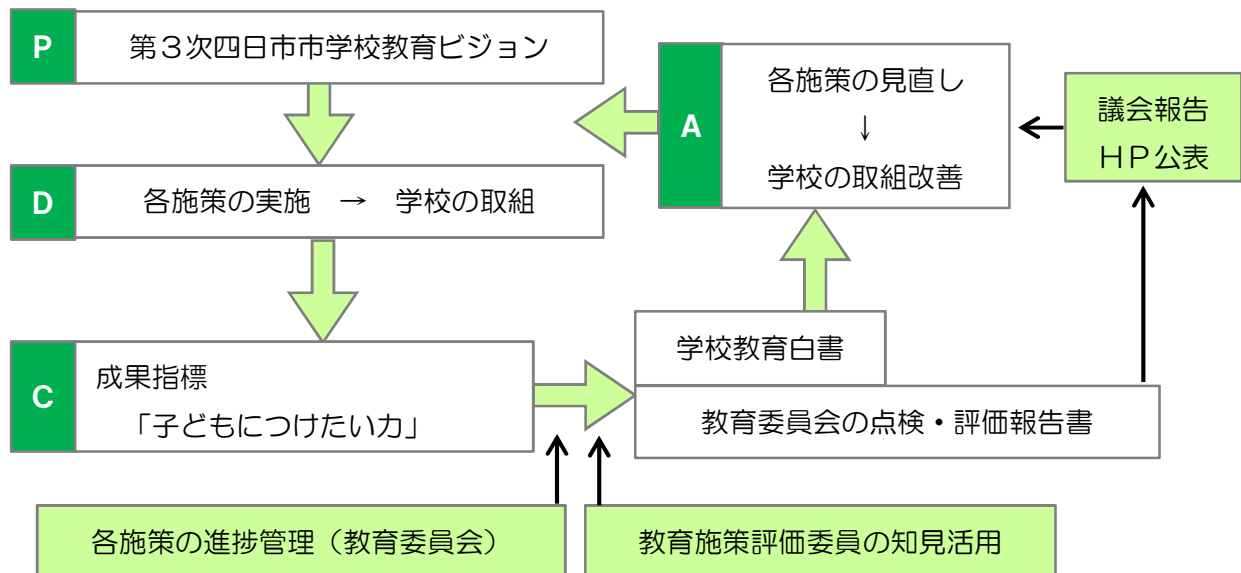 P
第３次四日市市学校教育ビジョン
D
各施策の実施　→　学校の取組
C
成果指標
「子どもにつけたい力」
各施策の進捗管理（教育委員会）
教育施策評価委員の知見活用
学校教育白書
教育委員会の点検・評価報告書
A
各施策の見直し
↓
学校の取組改善
議会報告
ＨＰ公表